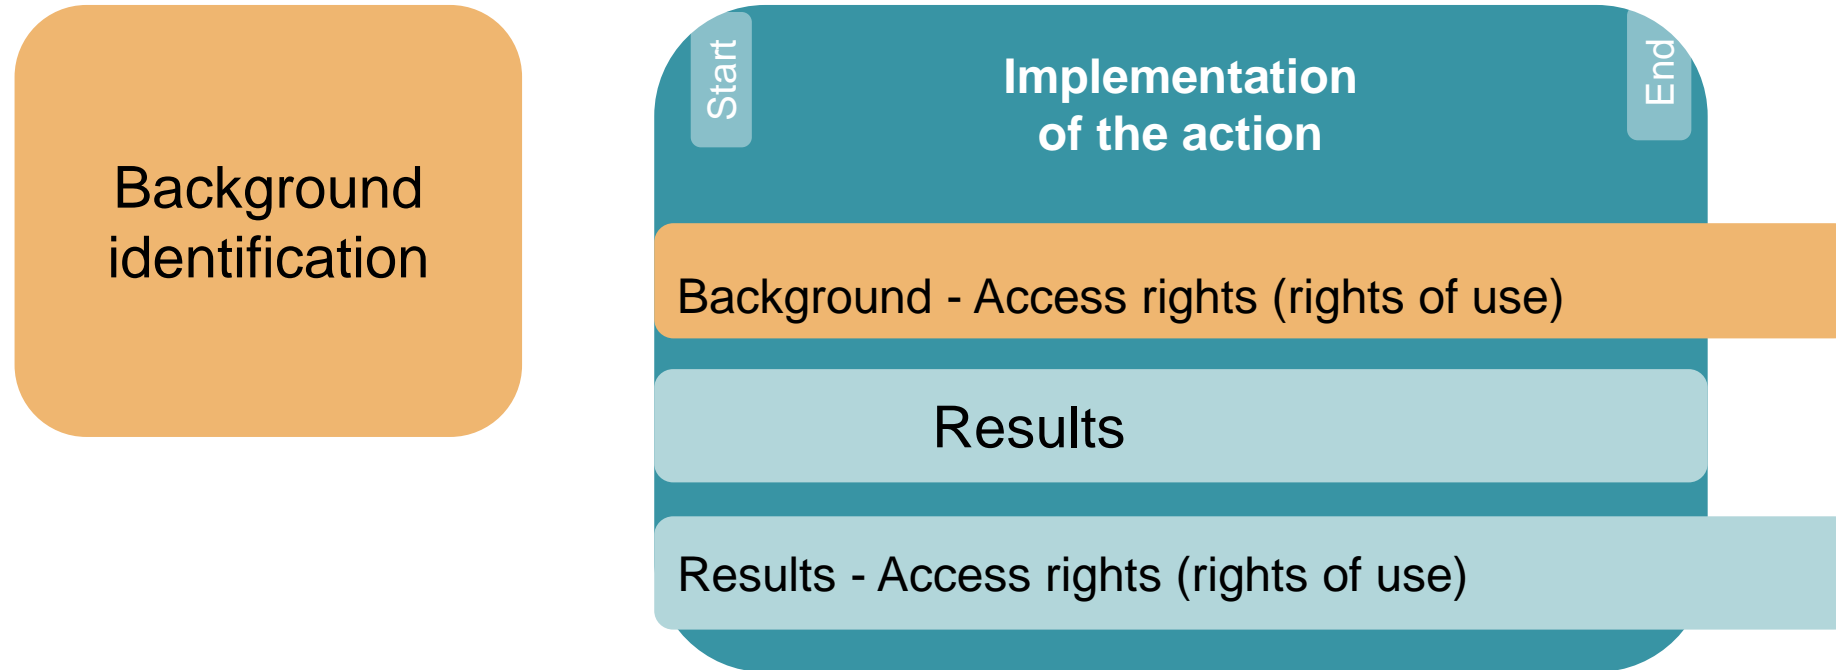 Background
identification
Start
Implementation
of the action
End
Background - Access rights (rights of use)
Results
Results - Access rights (rights of use)